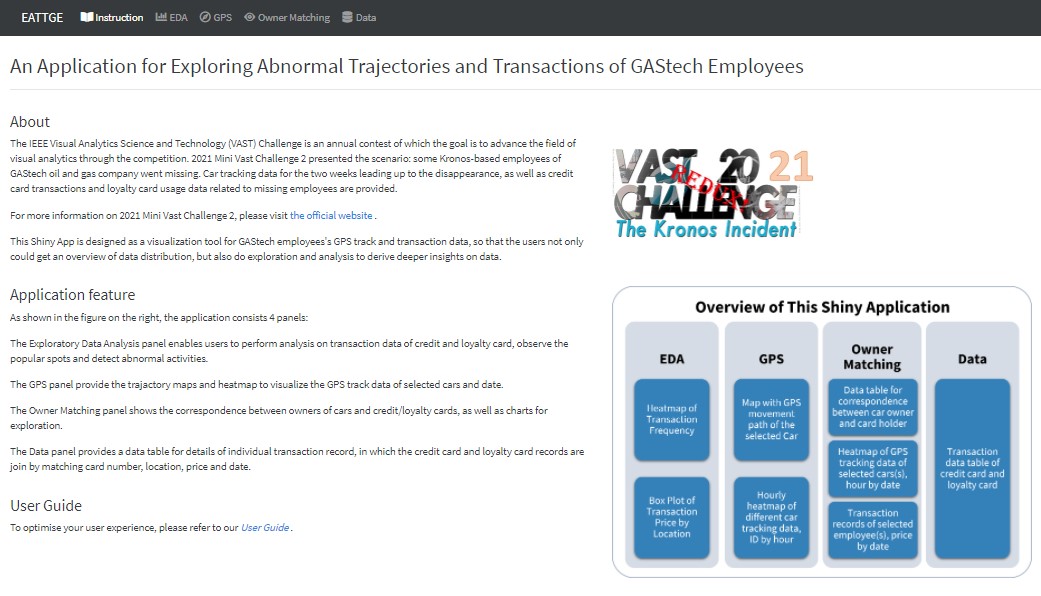 EATTGE Instruction EDA GPS Owner Matching Data
An Application for Exploring Abnormal Trajectories and Transactions of GAStech Employees
About
The IEEE Visual Analytics Science and Technology (VAST) Challenge is an annual contest of which the goal is to advance the field of
visual analytics through the competition. 2021 Mini Vast Challenge 2 presented the scenario: some Kronos-based employees of
GAStech oil and gas company went missing. Car tracking data for the two weeks leading up to the disappearance, as well as credit
card transactions and loyalty card usage data related to missing employees are provided.
For more information on 2021 Mini Vast Challenge 2, please visit the official website .
This Shiny App is designed as a visualization tool for GAStech employees's GPS track and transaction data, so that the users not only
could get an overview of data distribution, but also do exploration and analysis to derive deeper insights on data.
Application feature
As shown in the figure on the right, the application consists 4 panels:
The Exploratory Data Analysis panel enables users to perform analysis on transaction data of credit and loyalty card, observe the
popular spots and detect abnormal activities.
The GPS panel provide the trajactory maps and heatmap to visualize the GPS track data of selected cars and date.
The Owner Matching panel shows the correspondence between owners of cars and credit/loyalty cards, as well as charts for
exploration.
The Data panel provides a data table for details of individual transaction record, in which the credit card and loyalty card records are
join by matching card number, location, price and date.
User Guide
To optimise your user experience, please refer to our User Guide .
VAST 2021
CHALLENGE
REDUX
The Kronos Incident
Overview of This Shiny Application
EDA
Heatmap of
Transaction
Frequency
Box Plot of
Transaction
Price by
Location
GPS
Map with GPS
movement
path of the
selected Car
Hourly
heatmap of
different car
tracking data,
ID by hour
Owner
Matching
Data table for
correspondence
between car owner
and card holder
Heatmap of GPS
tracking data of
selected cars(s),
hour by date
Transaction
records of selected
employee(s), price
by date
Data
Transaction
data table of
credit card and
loyalty card